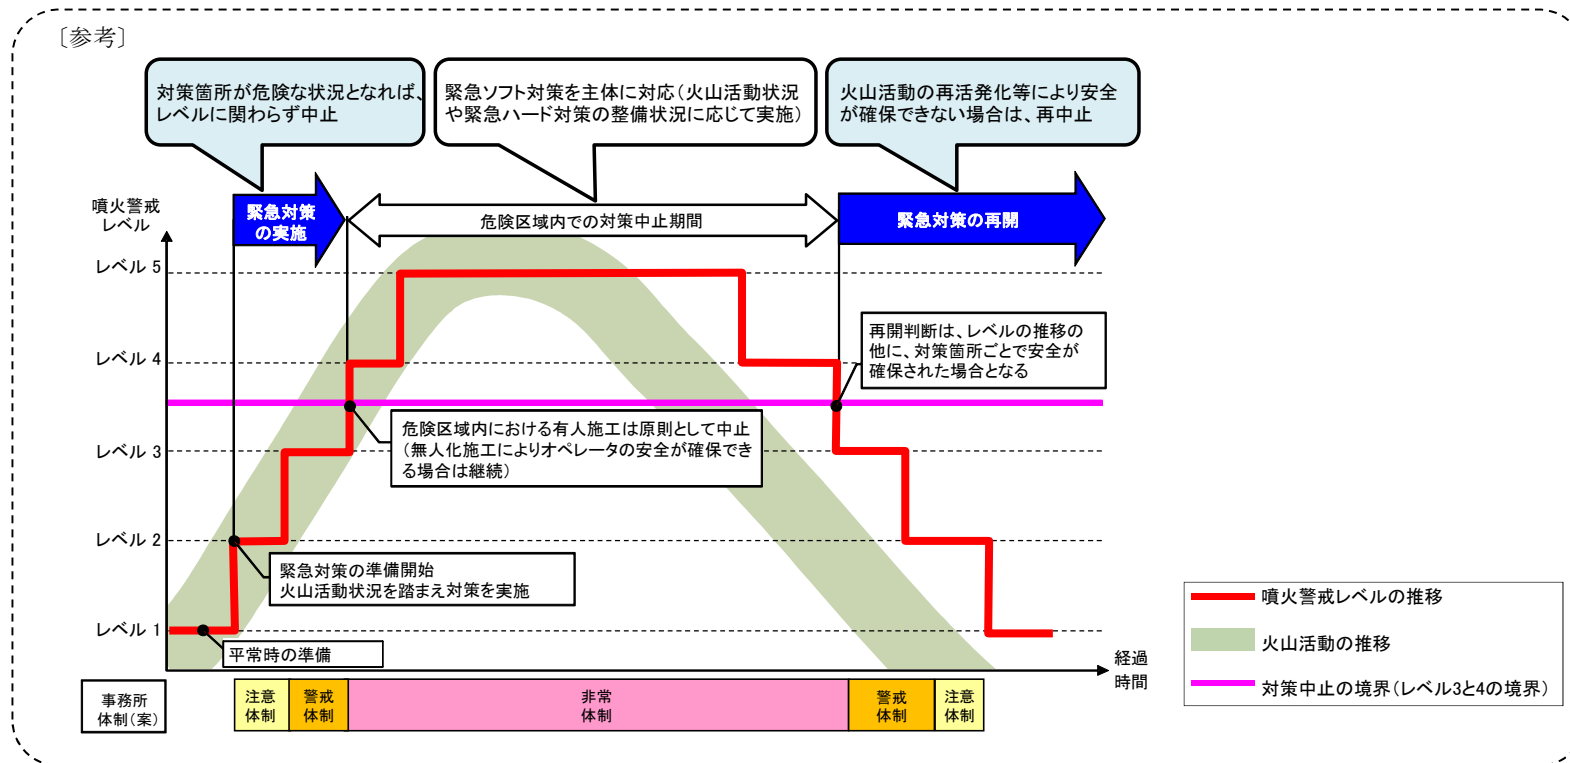 〔参考〕
対策箇所が危険な状況となれば、
レベルに関わらず中止
緊急ソフト対策を主体に対応(火山活動状況
や緊急ハード対策の整備状況に応じて実施)
火山活動の再活発化等により安全
が確保できない場合は、再中止
噴火警戒
レベル
緊急対策
の実施
危険区域内での対策中止期間
緊急対策の再開
レベル 5
レベル 4
レベル 3
レベル 2
レベル 1
再開判断は、レベルの推移の
他に、対策箇所ごとで安全が
確保された場合となる
危険区域内における有人施工は原則として中止
(無人化施工によりオペレータの安全が確保でき
る場合は継続)
緊急対策の準備開始
火山活動状況を踏まえ対策を実施
平常時の準備
経過
時間
噴火警戒レベルの推移
火山活動の推移
対策中止の境界(レベル3と4の境界)
事務所
体制(案)
注意
体制
警戒
体制
非常
体制
警戒
体制
注意
体制